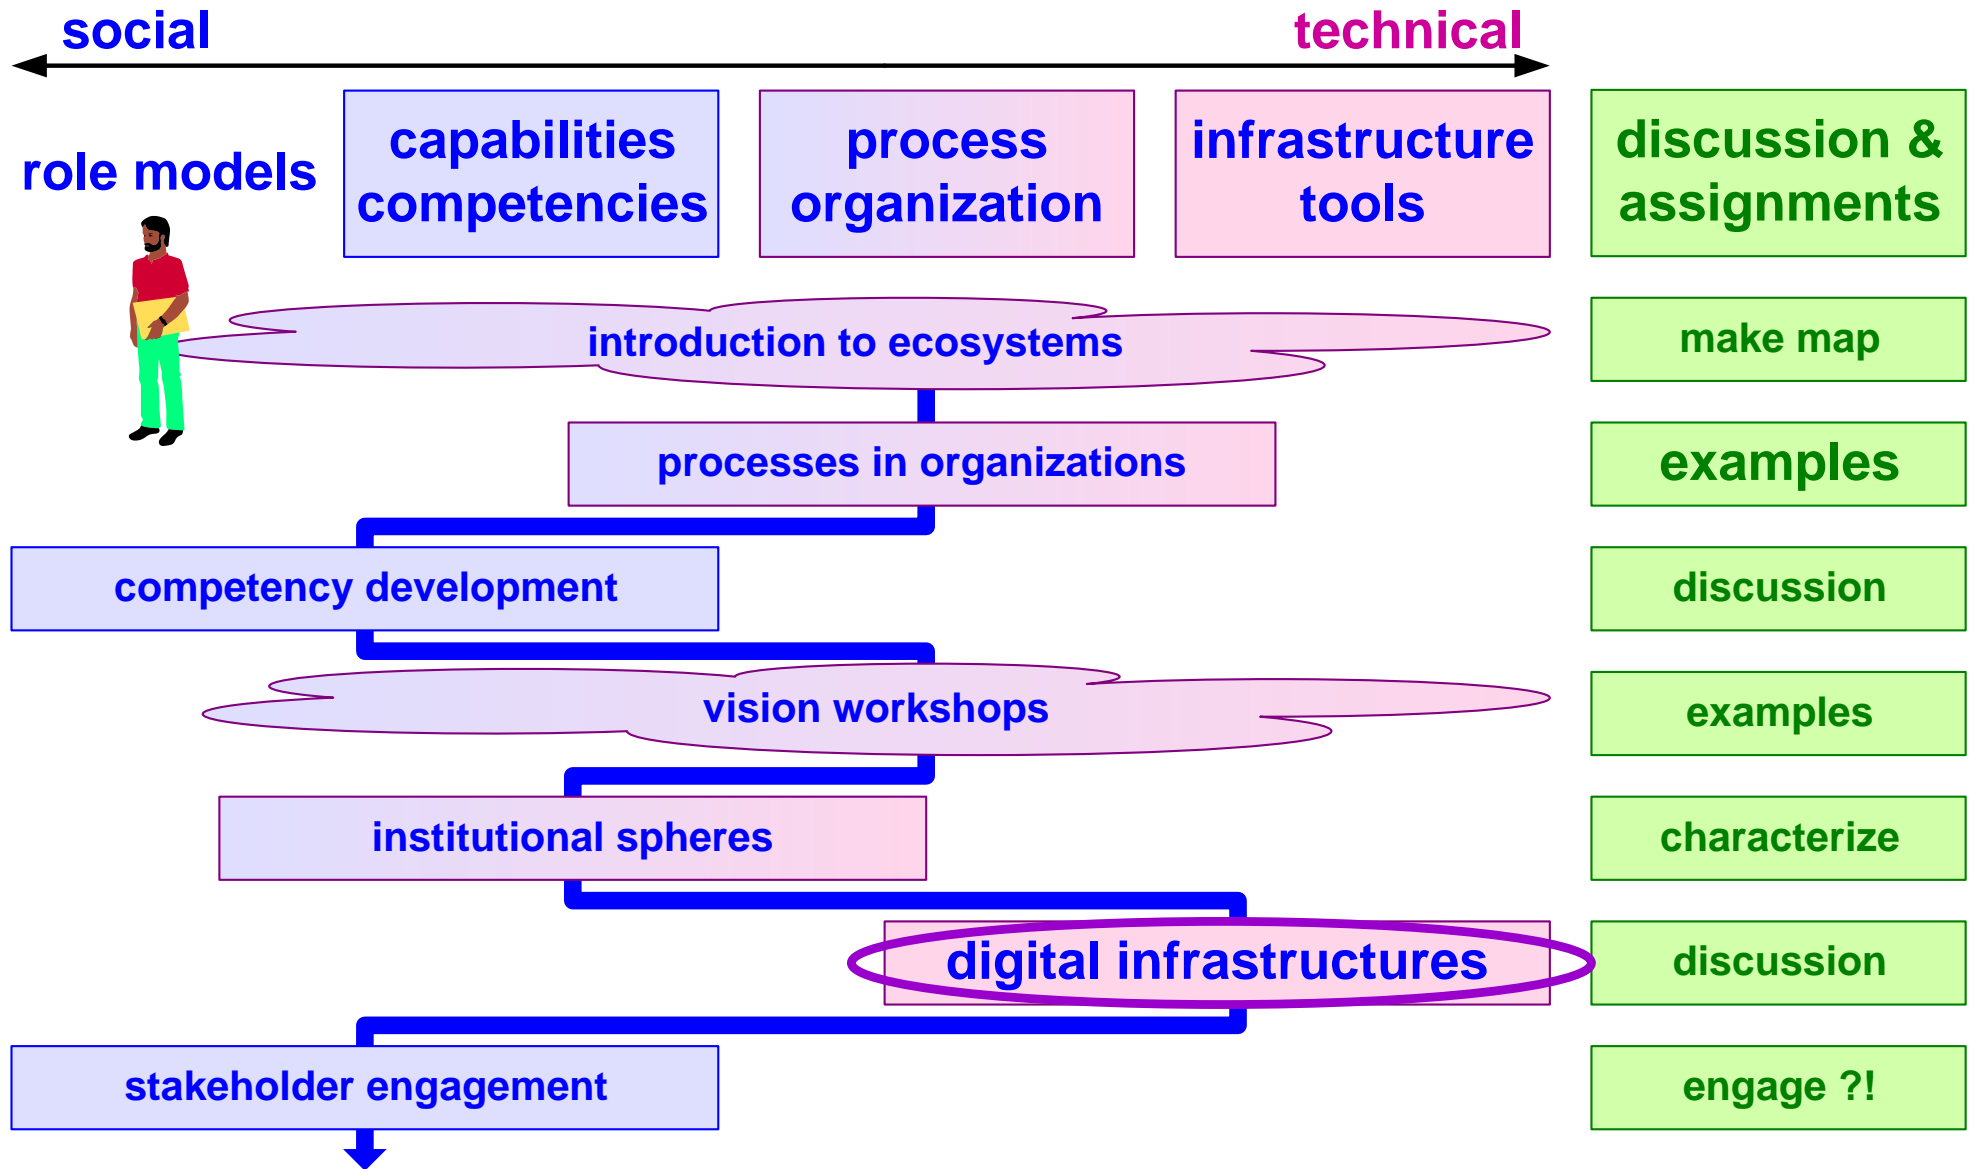 social
technical
role models
capabilities
competencies
process
organization
infrastructure
tools
discussion &
assignments
introduction to ecosystems
make map
processes in organizations
examples
competency development
discussion
vision workshops
examples
institutional spheres
characterize
digital infrastructures
discussion
stakeholder engagement
engage ?!